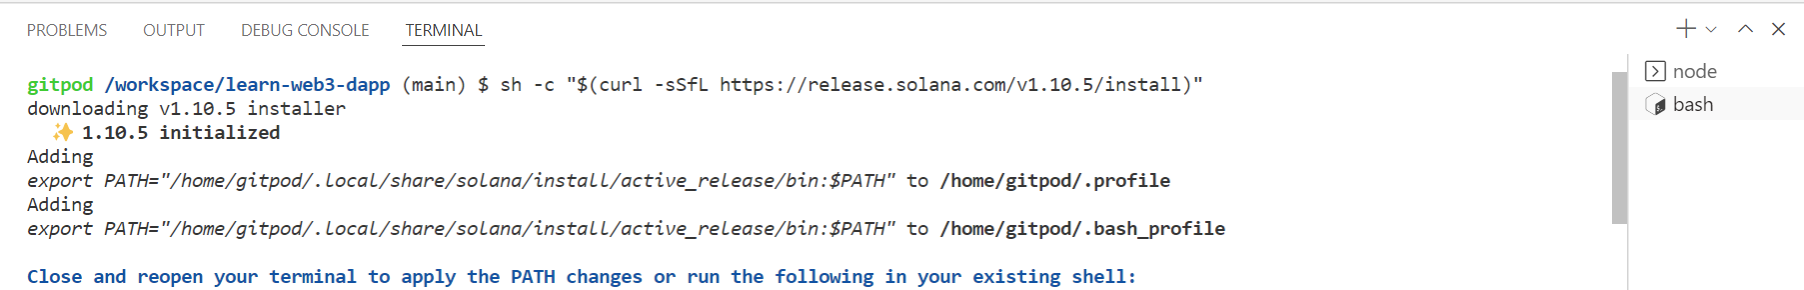 PROBLEMS OUTPUT DEBUG CONSOLE TERMINAL
gitpod /workspace/learn-web3-dapp (main) $ sh -c "$(curl -sSfL https://release.solana.com/v1.10.5/install)"
downloading v1.10.5 installer
✨ 1.10.5 initialized
Adding
export PATH="/home/gitpod/.local/share/solana/install/active_release/bin:$PATH" to /home/gitpod/.profile
Adding
export PATH="/home/gitpod/.local/share/solana/install/active_release/bin:$PATH" to /home/gitpod/.bash_profile
Close and reopen your terminal to apply the PATH changes or run the following in your existing shell:
node
bash